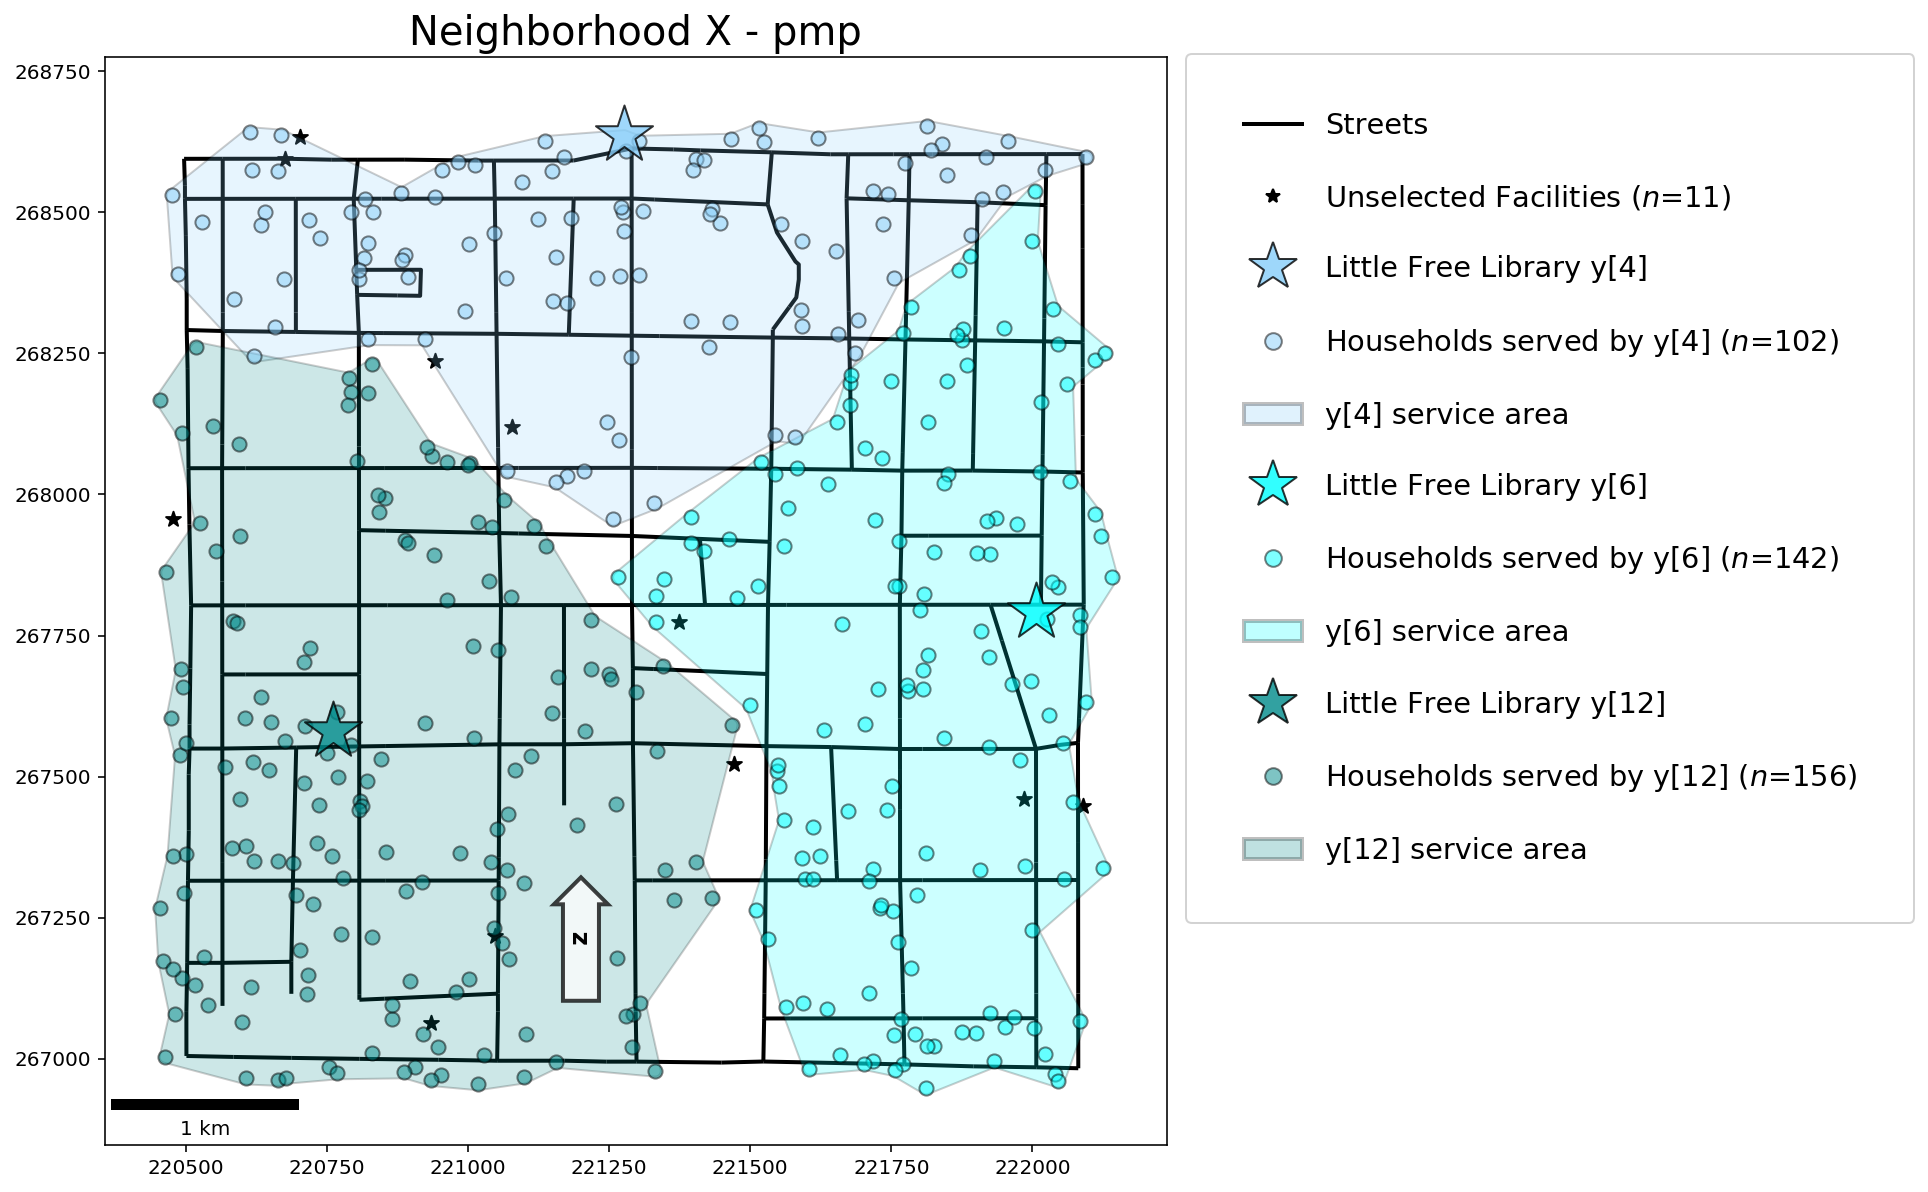 Neighborhood X - pmp
268750
268500
268250
268000
267750
267500
267250
267000
220500 220750 221000 221250 221500 221750 222000
N
1 km
Streets
Unselected Facilities (n=11)
Little Free Library y[4]
Households served by y[4] (n=102)
y[4] service area
Little Free Library y[6]
Households served by y[6] (n=142)
y[6] service area
Little Free Library y[12]
Households served by y[12] (n=156)
y[12] service area